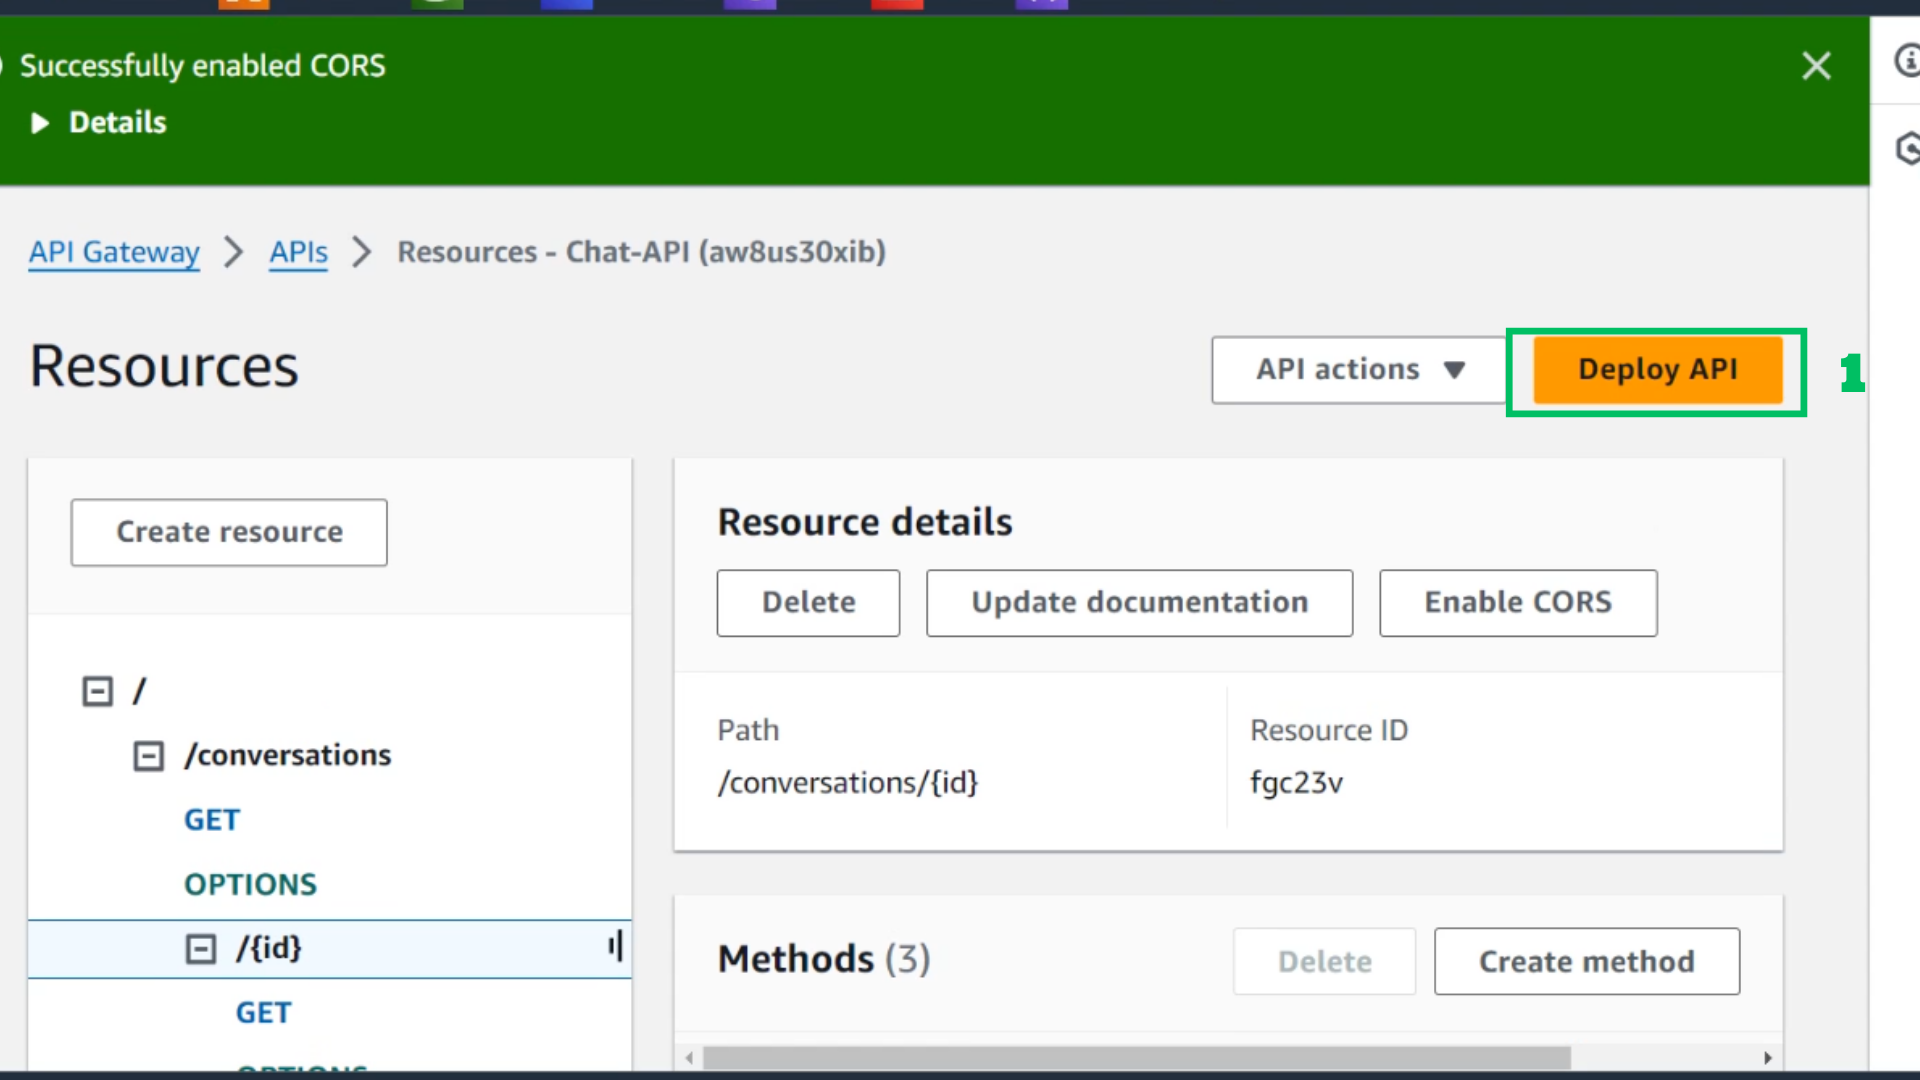 Successfully enabled CORS
Details
API Gateway > APIs > Resources - Chat-API (aw8us30xib)
Resources
API actions
Deploy API
1
Create resource
/
/conversations
GET
OPTIONS
/{id}
GET
OPTIONS
Resource details
Delete
Update documentation
Enable CORS
Path
/conversations/{id}
Resource ID
fgc23v
Methods (3)
Delete
Create method